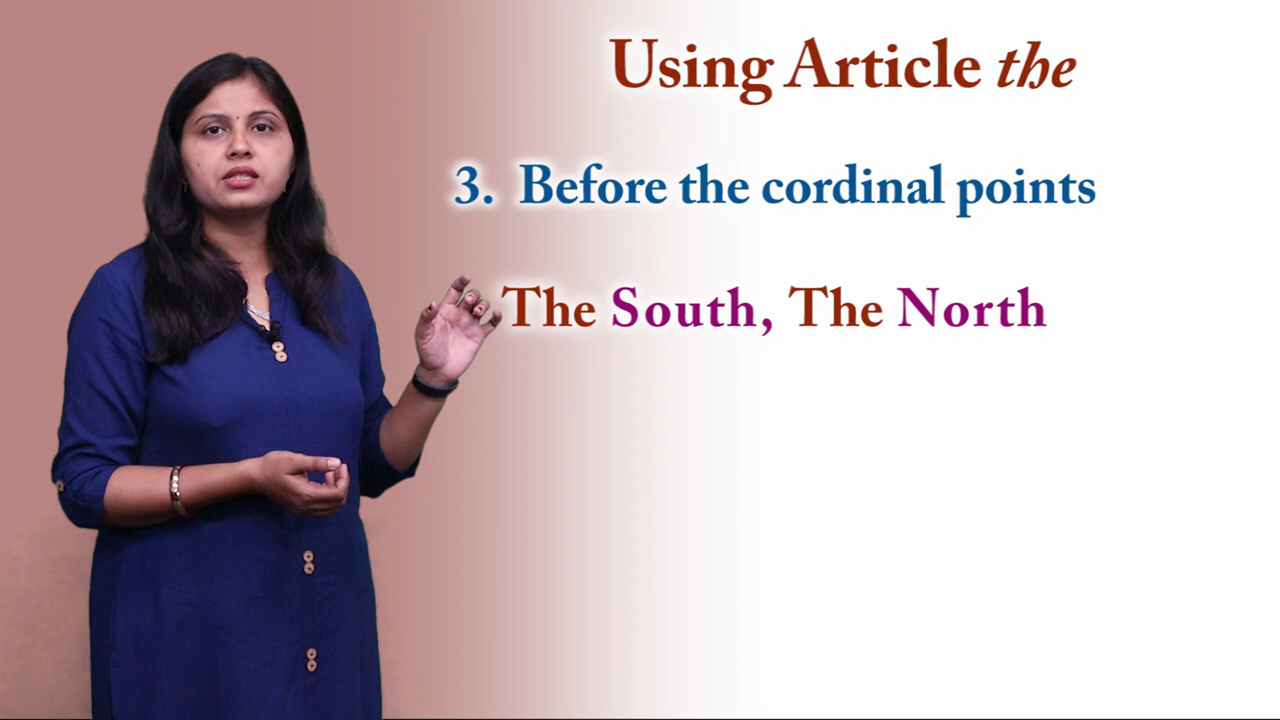 Using Article the
3. Before the cordinal points
The South, The North